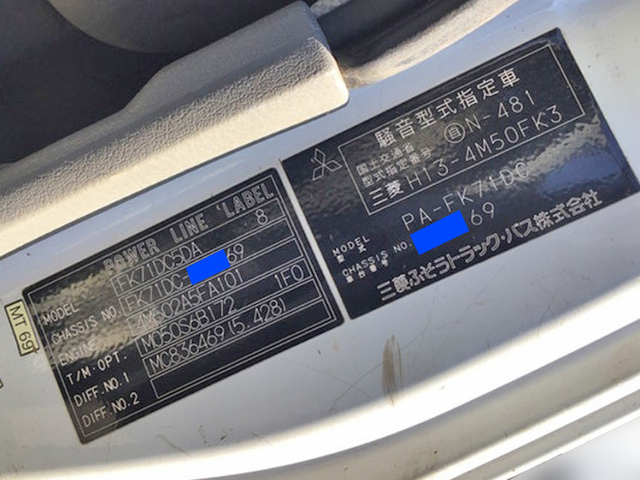 MT 69
POWER LINE LABEL
MODEL FK71DC5DA 8
CHASSIS NO. FK71DC 69
ENGINE 1F0
T/M·OPT. M050S6B172
DIFF.NO.1 MC836469(5.428)
DIFF.NO.2
騒音型式指定車
国土交通省
型式指定番号 自N-481
三菱 H13-4M50FK3
MODEL PA-FK71DC
型式
CHASSIS NO. 69
車台番号
三菱ふそうトラック・バス株式会社